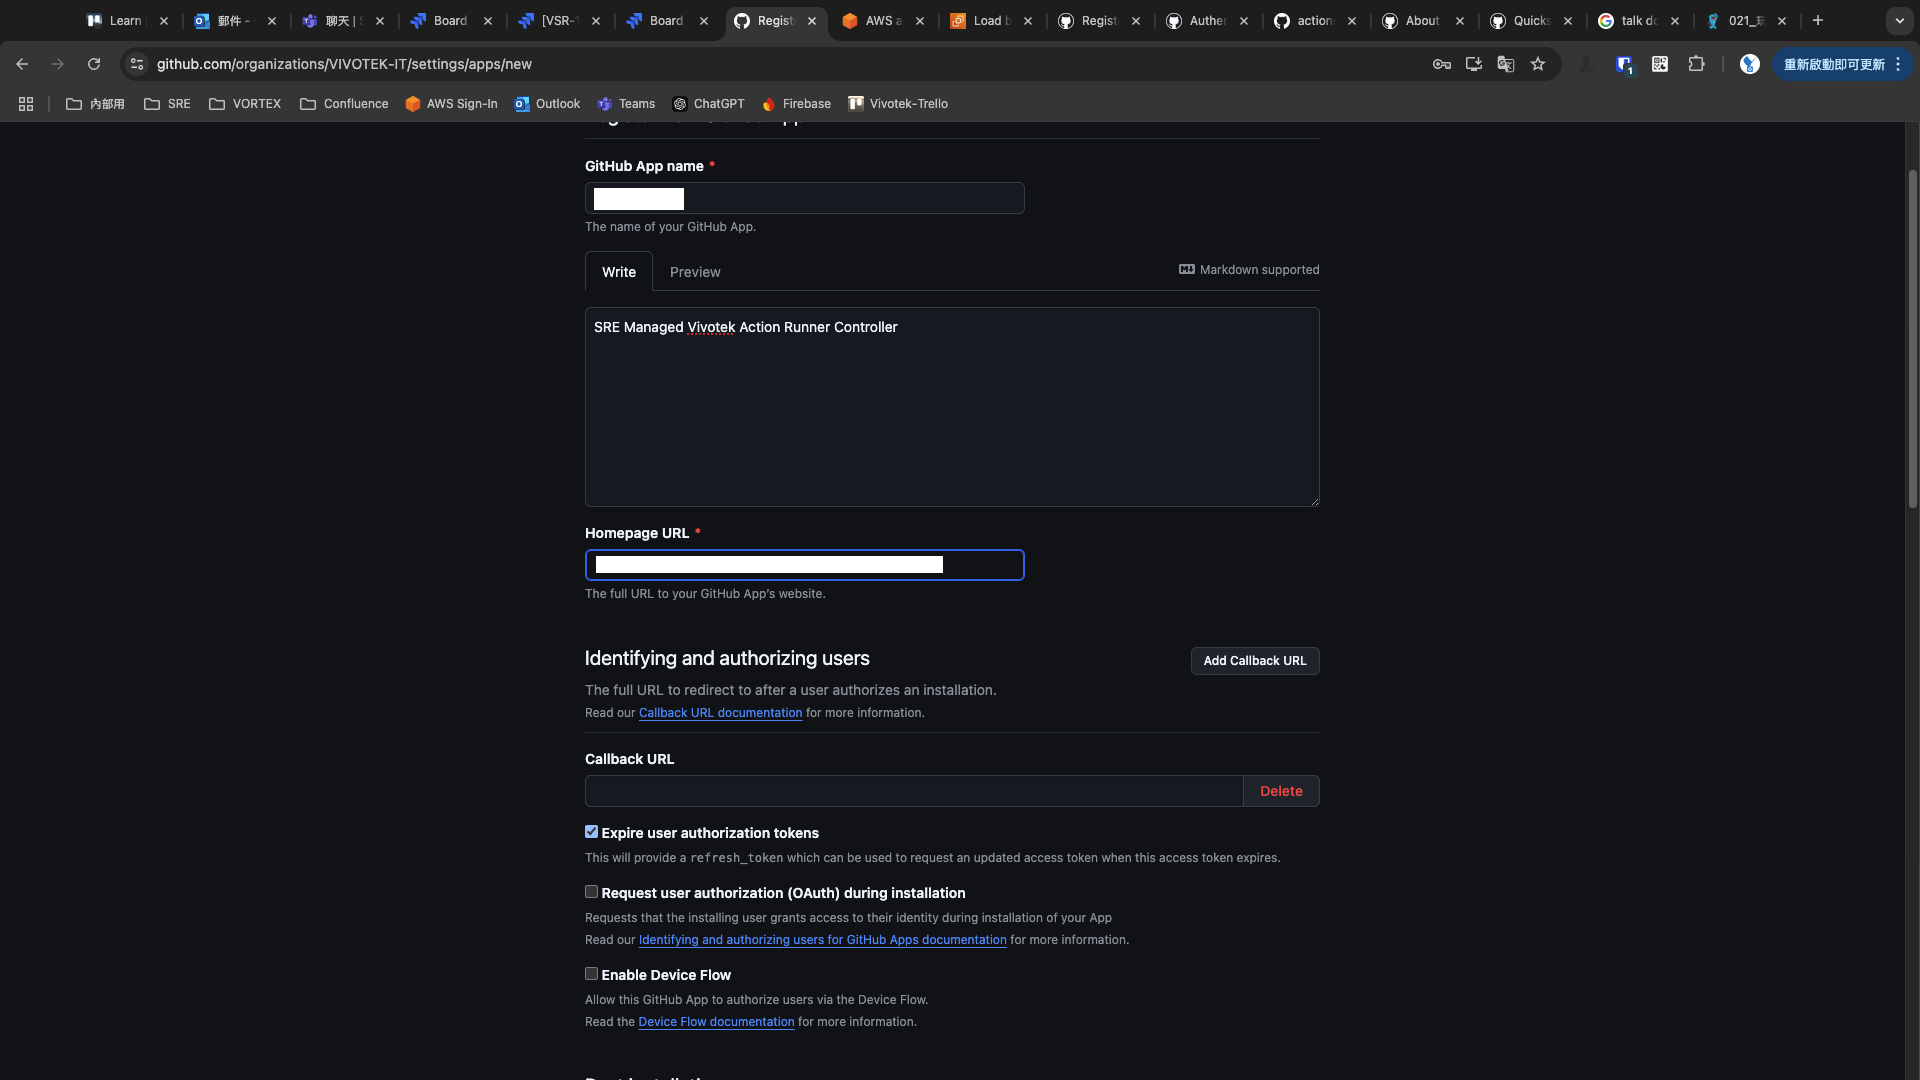 Learn
郵件 -
聊天 | S
Board
[VSR-1
Board
Registe
AWS a
Load b
Regist
Authen
action
About
Quicks
talk do
021_
github.com/organizations/VIVOTEK-IT/settings/apps/new
1
重新啟動即可更新
內部用
SRE
VORTEX
Confluence
AWS Sign-In
Outlook
Teams
ChatGPT
Firebase
Vivotek-Trello
GitHub App name *
The name of your GitHub App.
Write
Preview
Markdown supported
SRE Managed Vivotek Action Runner Controller
Homepage URL *
The full URL to your GitHub App's website.
Identifying and authorizing users
Add Callback URL
The full URL to redirect to after a user authorizes an installation.
Read our Callback URL documentation for more information.
Callback URL
Delete
Expire user authorization tokens
This will provide a refresh_token which can be used to request an updated access token when this access token expires.
Request user authorization (OAuth) during installation
Requests that the installing user grants access to their identity during installation of your App
Read our Identifying and authorizing users for GitHub Apps documentation for more information.
Enable Device Flow
Allow this GitHub App to authorize users via the Device Flow.
Read the Device Flow documentation for more information.